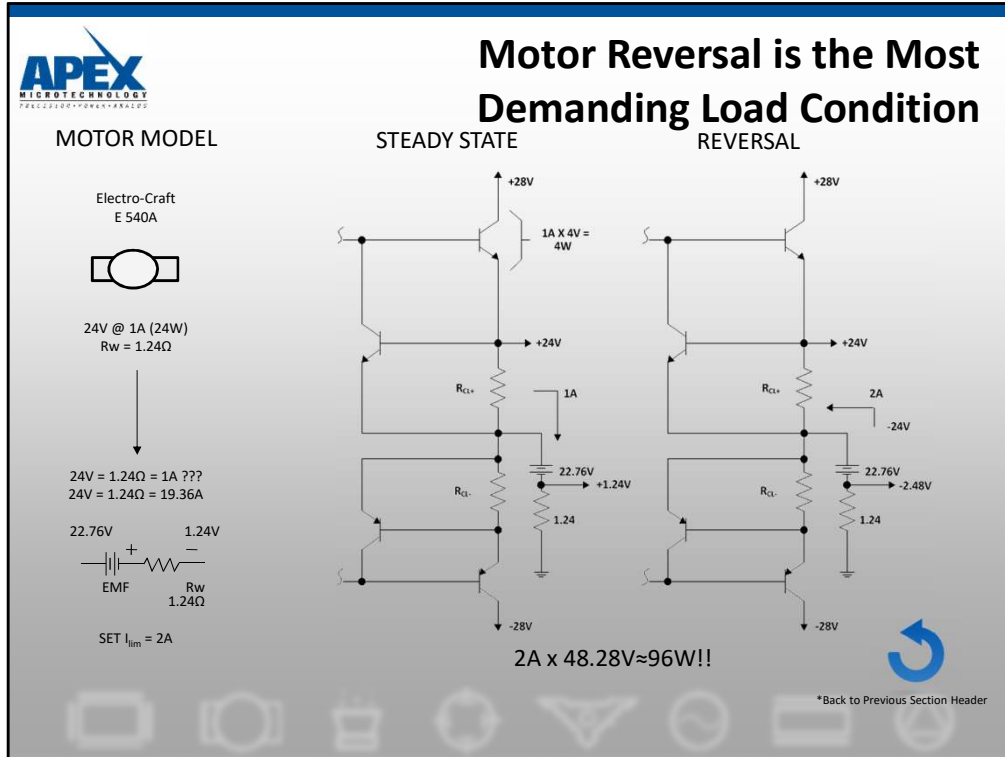 APEX
MICROTECHNOLOGY
PRECISION • POWER • ANALOG
Motor Reversal is the Most
Demanding Load Condition
MOTOR MODEL
Electro-Craft
E 540A
24V @ 1A (24W)
Rw = 1.24Ω
24V = 1.24Ω = 1A ???
24V = 1.24Ω = 19.36A
22.76V
1.24V
+
−
EMF
Rw
1.24Ω
SET Ilim = 2A
STEADY STATE
+28V
1A X 4V =
4W
+24V
RCL+
1A
22.76V
+1.24V
RCL-
1.24
-28V
REVERSAL
+28V
+24V
RCL+
2A
-24V
22.76V
-2.48V
RCL-
1.24
-28V
2A x 48.28V≈96W!!
*Back to Previous Section Header